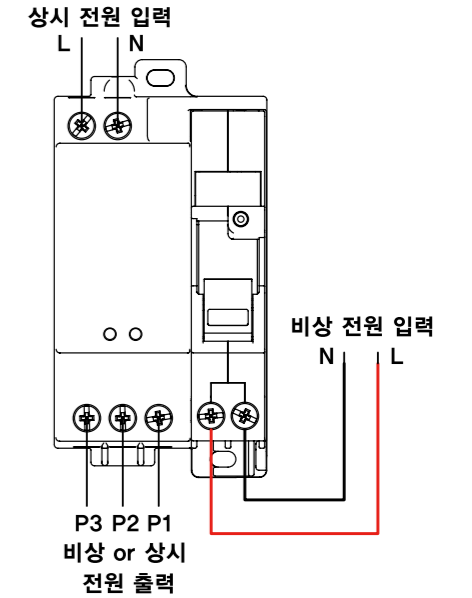 상시 전원 입력
L N
비상 전원 입력
N L
P3 P2 P1
비상 or 상시
전원 출력